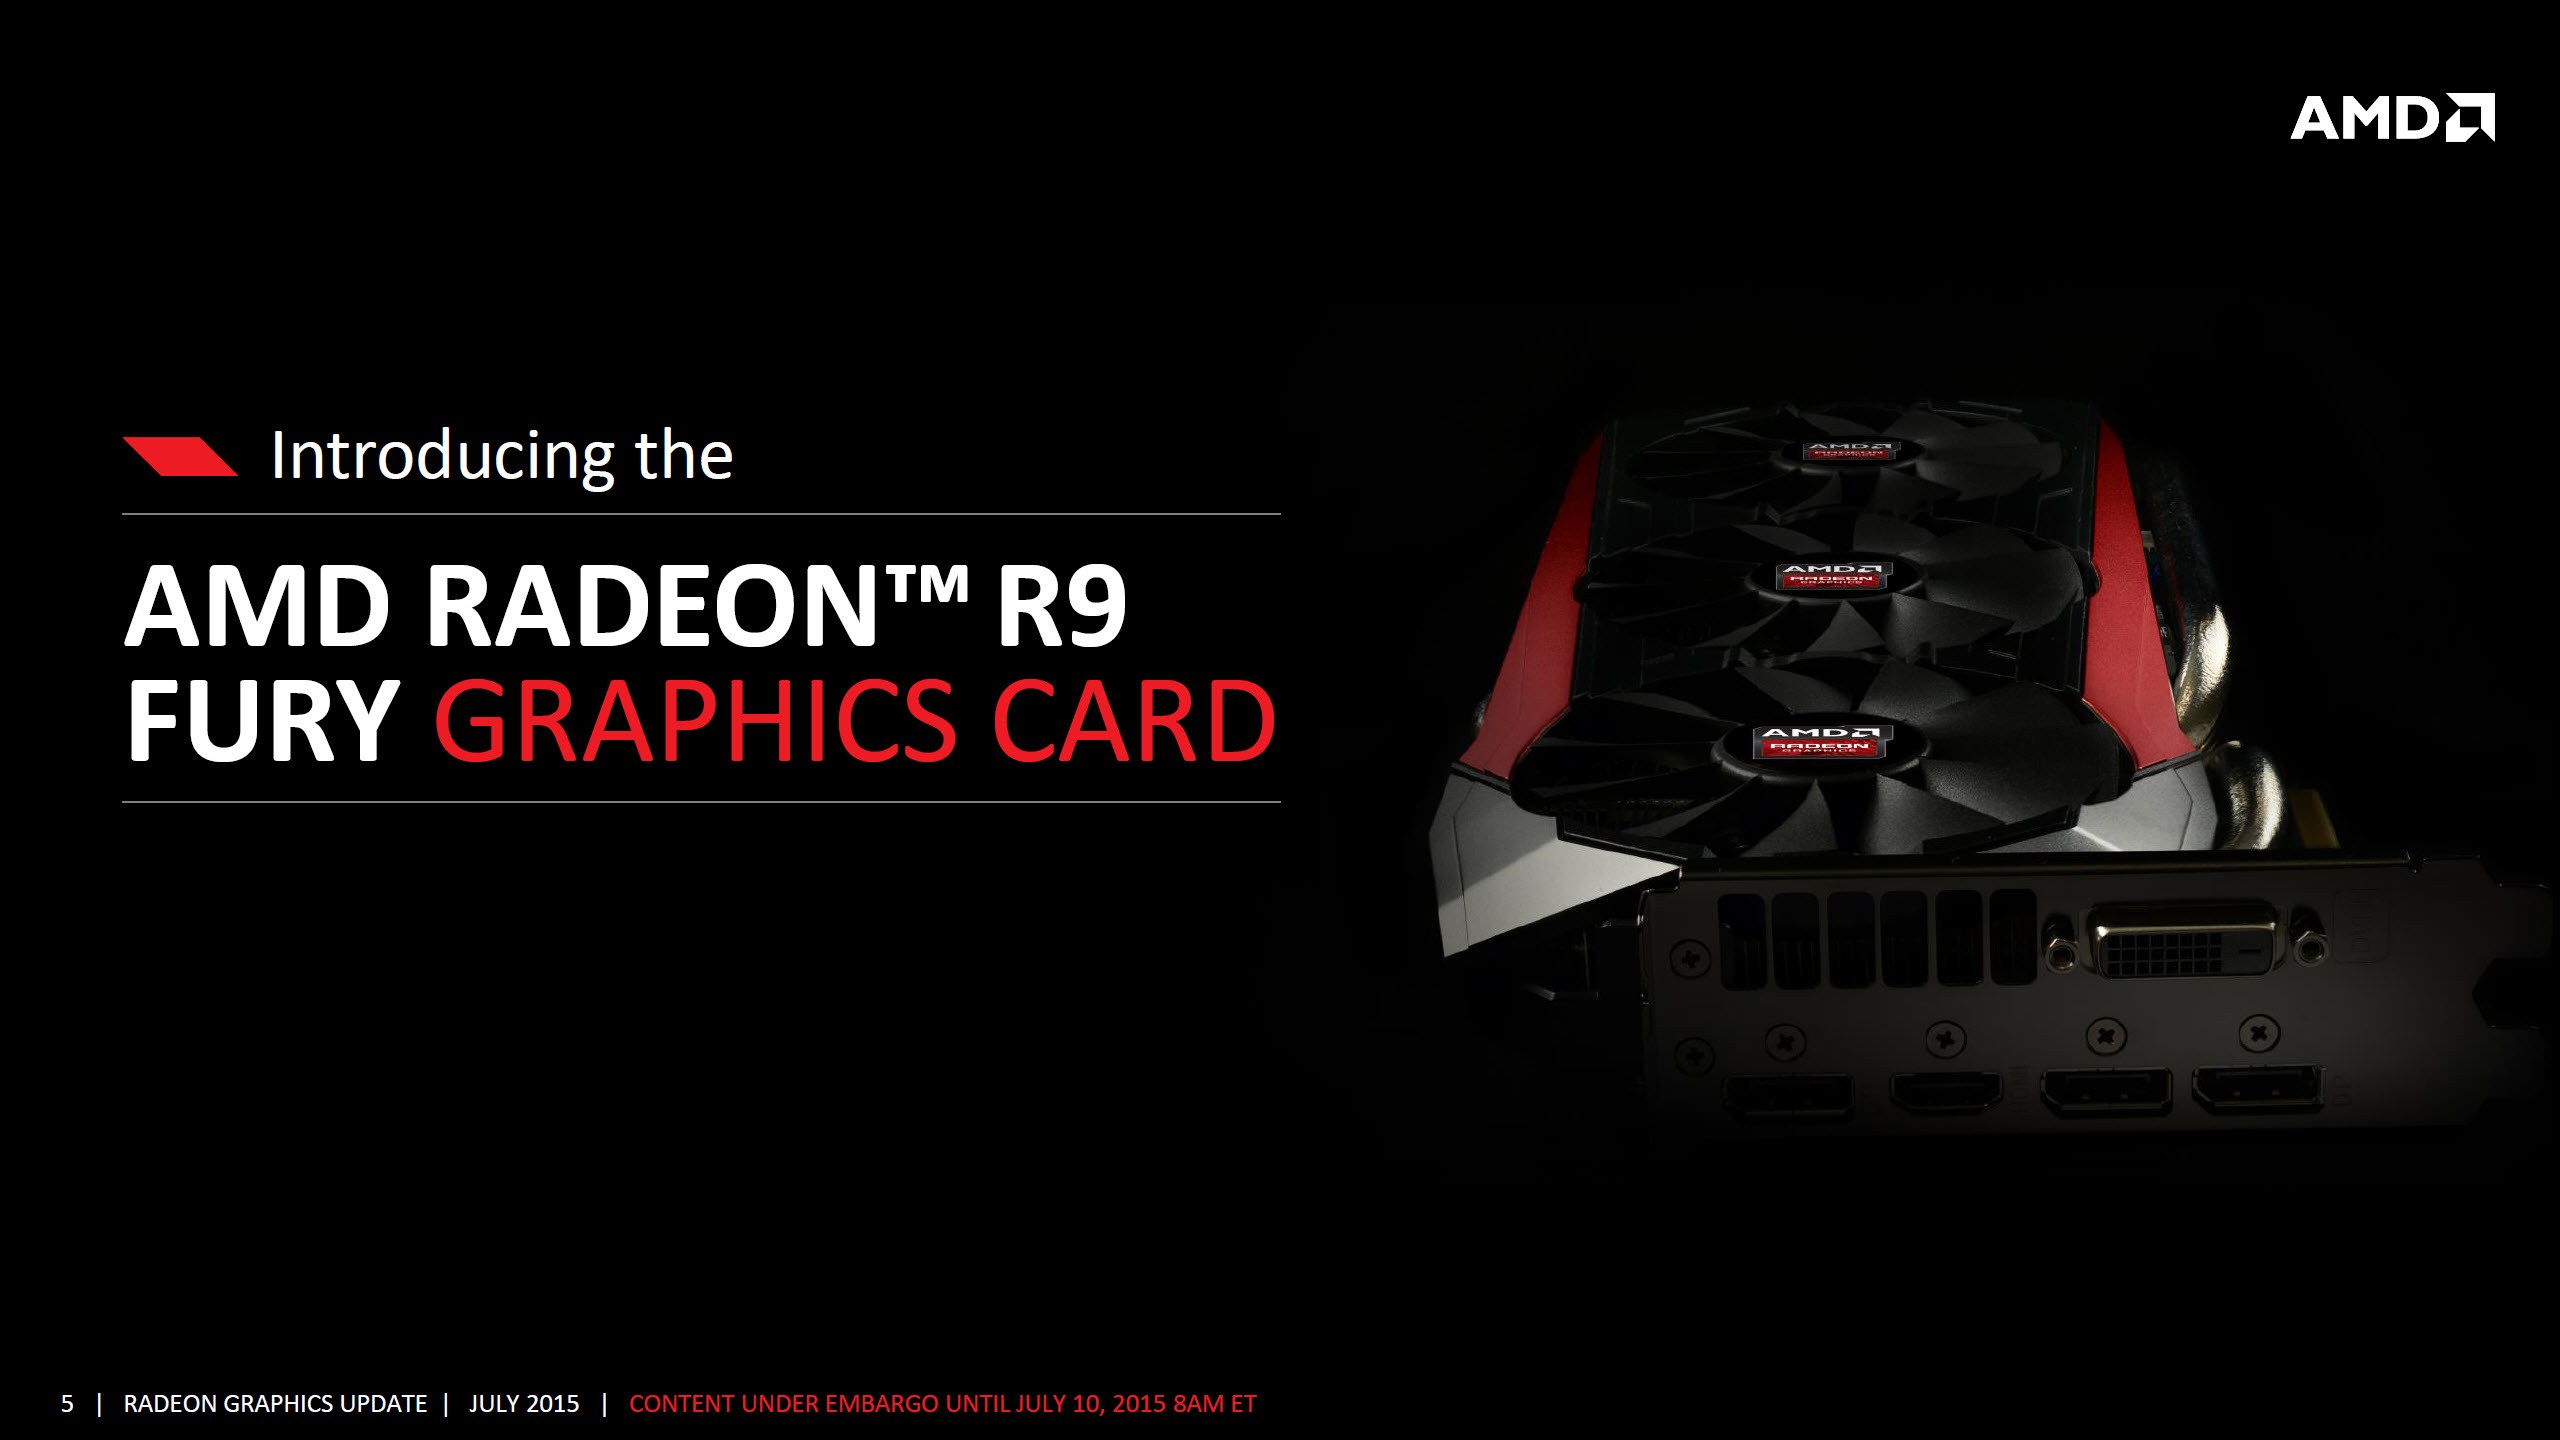 AMD
Introducing the
AMD RADEON™ R9
FURY GRAPHICS CARD
AMD
RADEON
GRAPHICS
AMD
RADEON
GRAPHICS
AMD
RADEON
GRAPHICS
DP
5 | RADEON GRAPHICS UPDATE | JULY 2015 | CONTENT UNDER EMBARGO UNTIL JULY 10, 2015 8AM ET